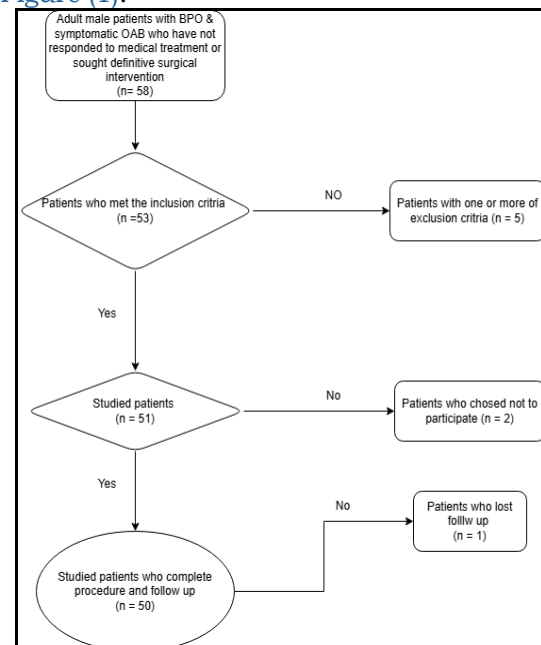 Figure (1).
Adult male patients with BPO &
symptomatic OAB who have not
responded to medical treatment or
sought definitive surgical
intervention
(n= 58)
Patients who met the inclusion critria
(n =53)
NO
Patients with one or more of
exclusion critria (n = 5)
Yes
Studied patients
(n = 51)
No
Patients who chosed not to
participate (n = 2)
Yes
No
Patients who lost
folllw up
(n = 1)
Studied patients who complete
procedure and follow up
(n = 50)